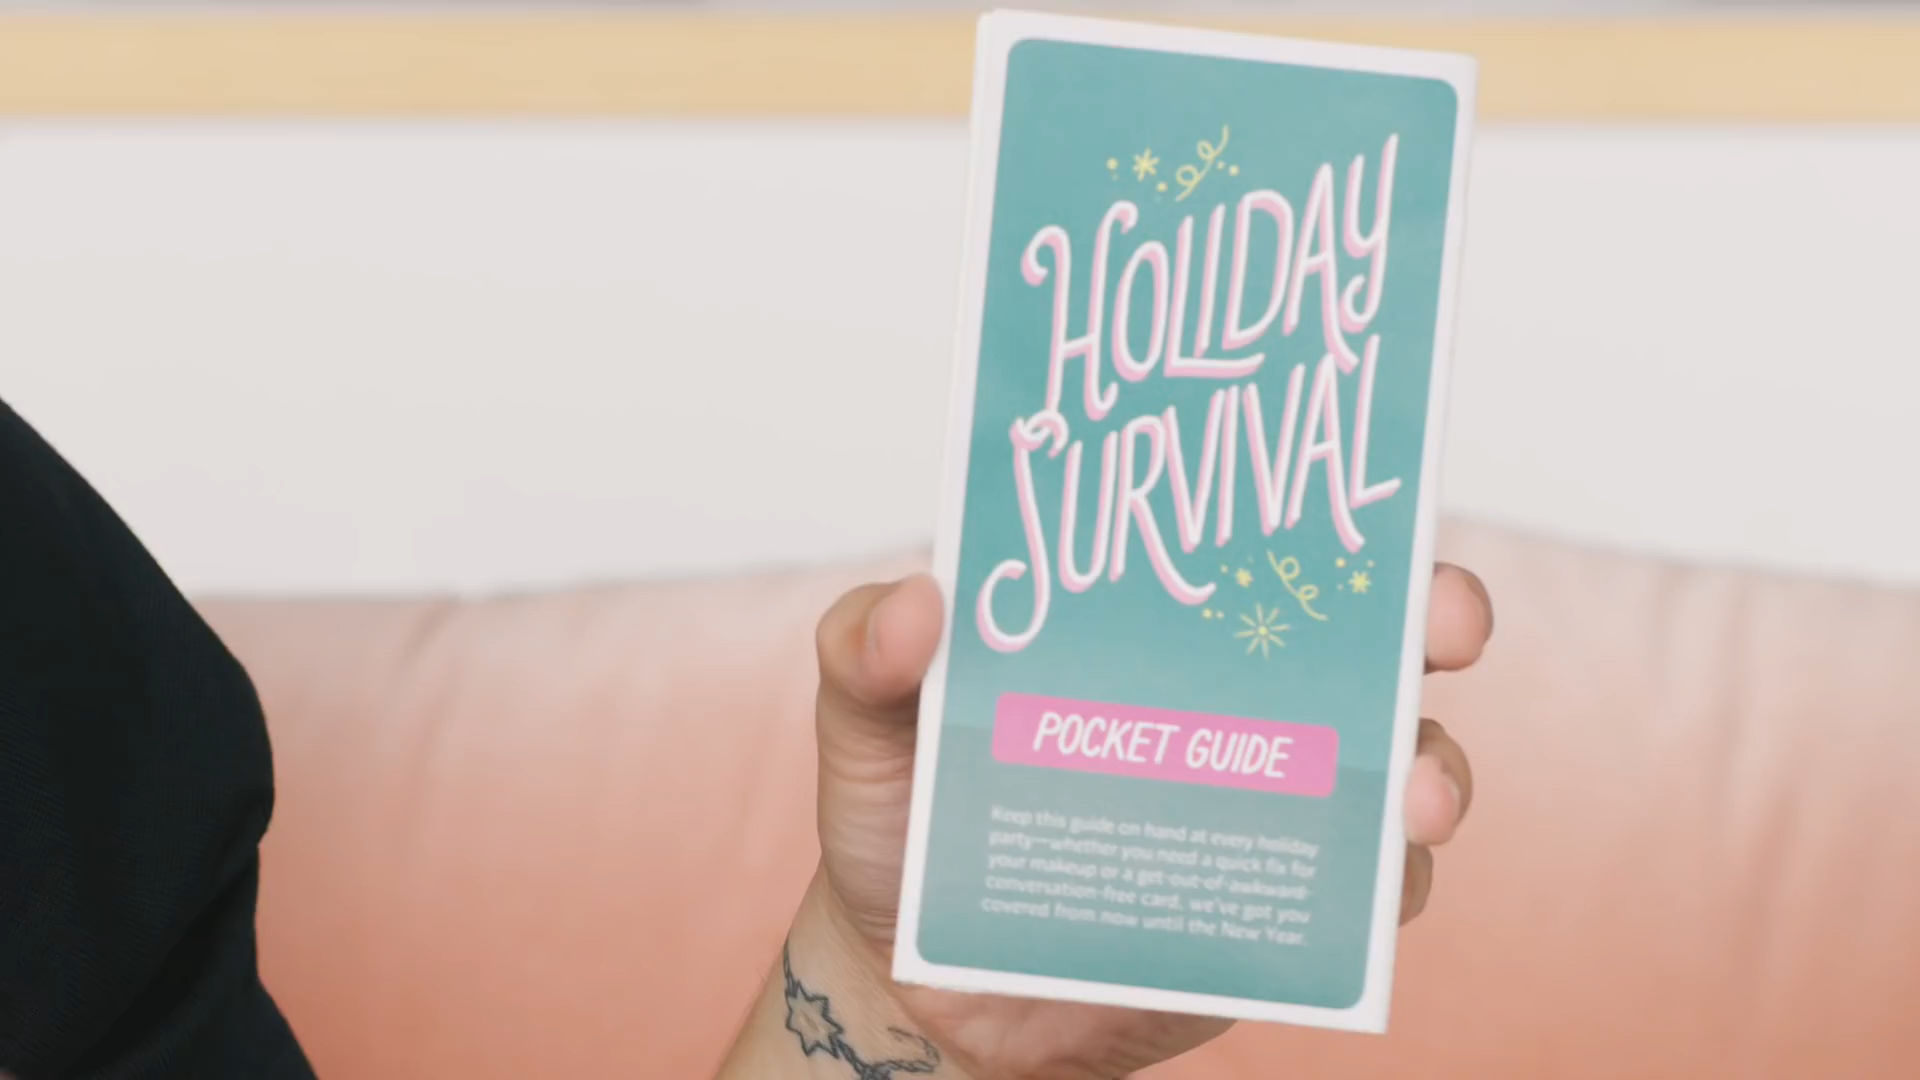 HOLIDAY
SURVIVAL
POCKET GUIDE
Keep this guide on hand at every holiday
party—whether you need a quick fix for
your makeup or a get-out-of-awkward-
conversation-free card, we've got you
covered from now until the New Year.